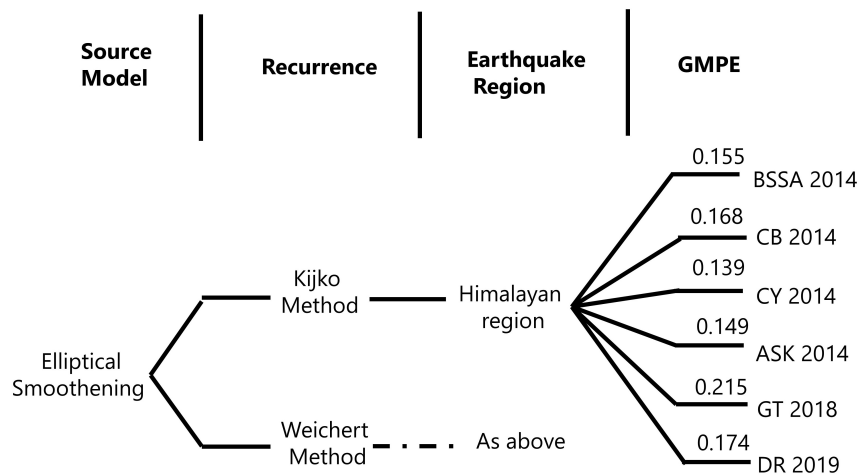 Source
Model
Recurrence
Earthquake
Region
GMPE
0.155
BSSA 2014
0.168
CB 2014
0.139
CY 2014
0.149
ASK 2014
0.215
GT 2018
0.174
DR 2019
Kijko
Method
Himalayan
region
Elliptical
Smoothening
Weichert
Method
As above